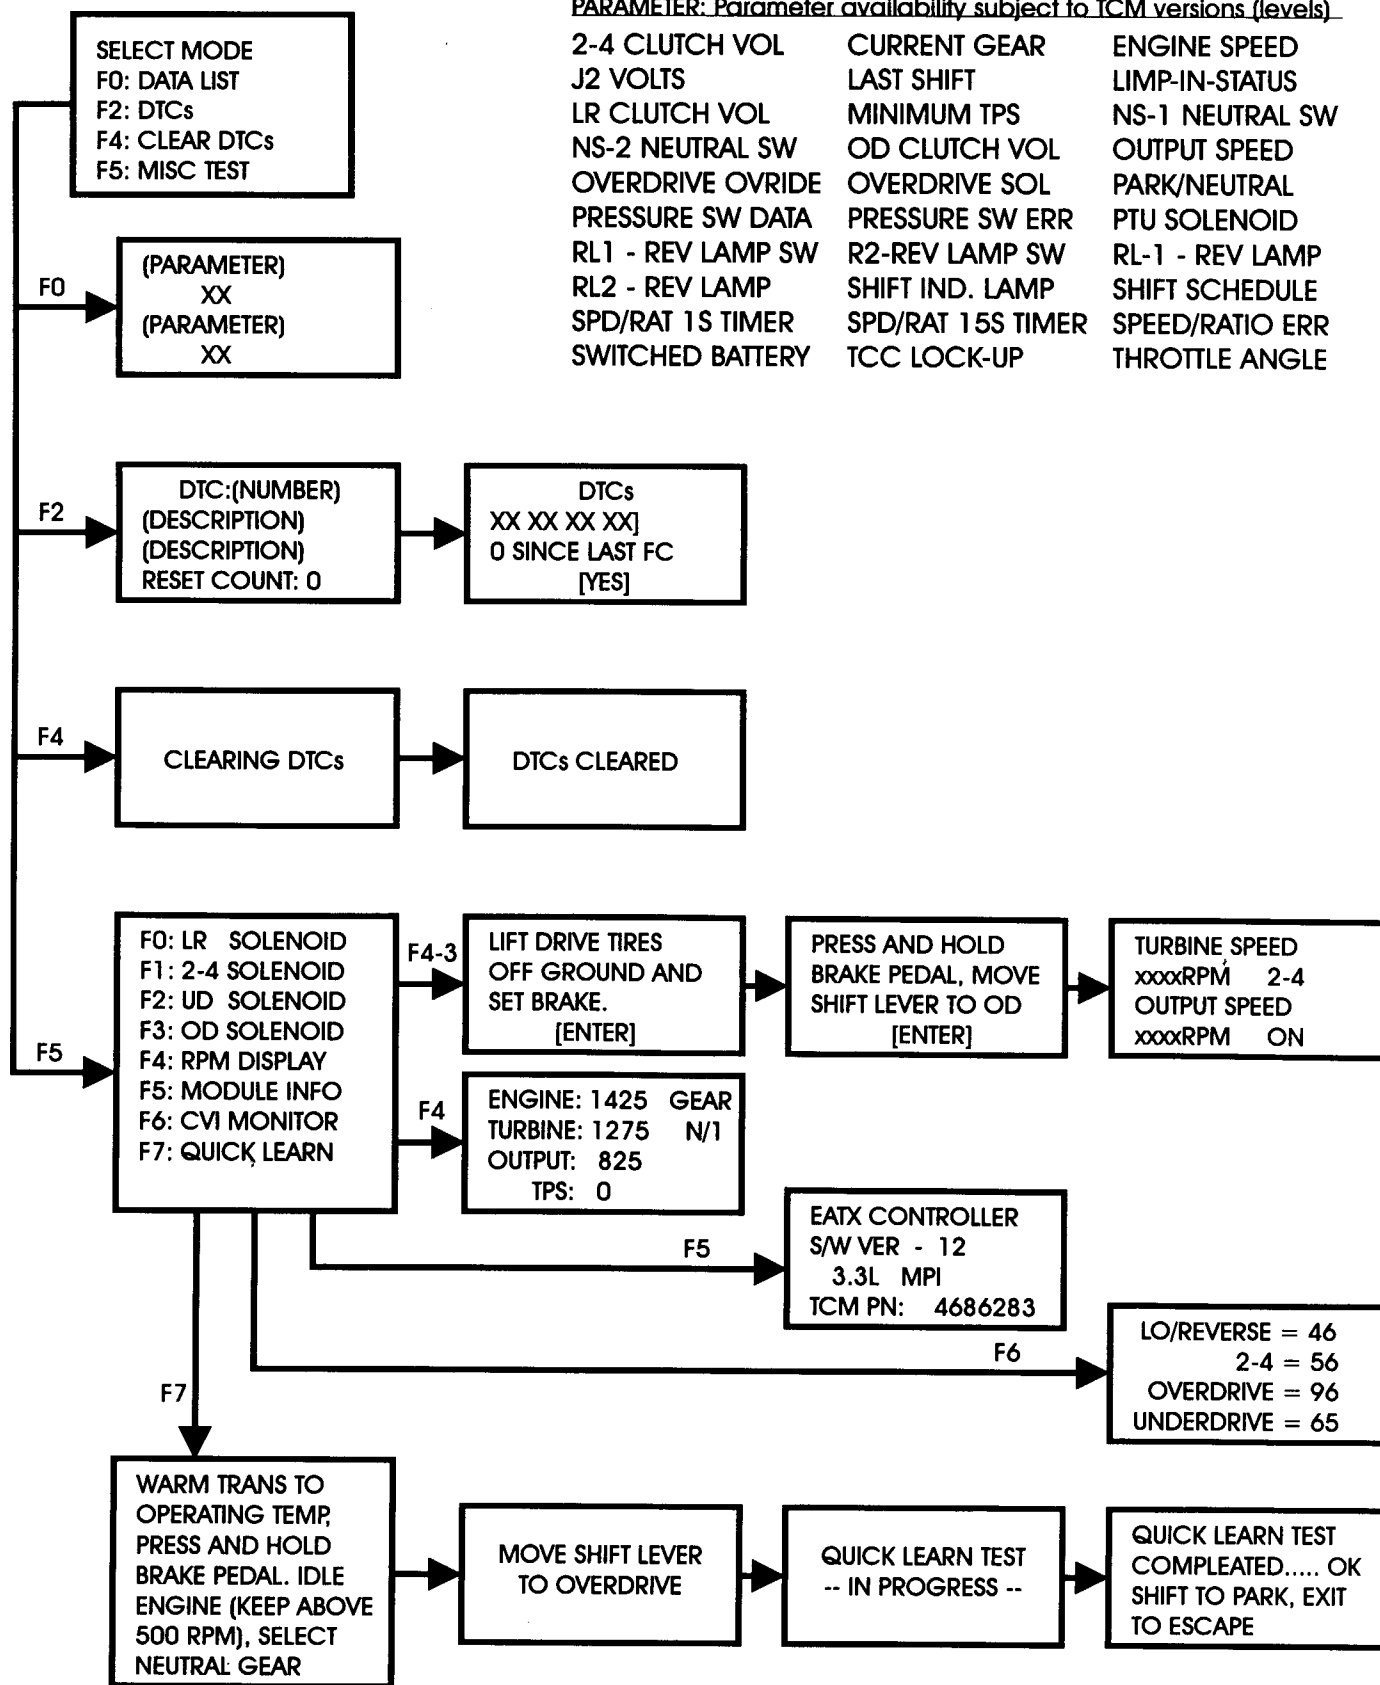 PARAMETER: Parameter availability subject to TCM versions (levels)
2-4 CLUTCH VOL CURRENT GEAR ENGINE SPEED
J2 VOLTS LAST SHIFT LIMP-IN-STATUS
LR CLUTCH VOL MINIMUM TPS NS-1 NEUTRAL SW
NS-2 NEUTRAL SW OD CLUTCH VOL OUTPUT SPEED
OVERDRIVE OVRIDE OVERDRIVE SOL PARK/NEUTRAL
PRESSURE SW DATA PRESSURE SW ERR PTU SOLENOID
RL1 - REV LAMP SW R2-REV LAMP SW RL-1 - REV LAMP
RL2 - REV LAMP SHIFT IND. LAMP SHIFT SCHEDULE
SPD/RAT 1S TIMER SPD/RAT 15S TIMER SPEED/RATIO ERR
SWITCHED BATTERY TCC LOCK-UP THROTTLE ANGLE
SELECT MODE
F0: DATA LIST
F2: DTCs
F4: CLEAR DTCs
F5: MISC TEST
F0
(PARAMETER)
XX
(PARAMETER)
XX
F2
DTC:(NUMBER)
(DESCRIPTION)
(DESCRIPTION)
RESET COUNT: 0
DTCs
XX XX XX XX]
0 SINCE LAST FC
[YES]
F4
CLEARING DTCs
DTCs CLEARED
F5
F0: LR SOLENOID
F1: 2-4 SOLENOID
F2: UD SOLENOID
F3: OD SOLENOID
F4: RPM DISPLAY
F5: MODULE INFO
F6: CVI MONITOR
F7: QUICK LEARN
F4-3
LIFT DRIVE TIRES
OFF GROUND AND
SET BRAKE.
[ENTER]
PRESS AND HOLD
BRAKE PEDAL, MOVE
SHIFT LEVER TO OD
[ENTER]
TURBINE SPEED
xxxxRPM 2-4
OUTPUT SPEED
xxxxRPM ON
F4
ENGINE: 1425 GEAR
TURBINE: 1275 N/1
OUTPUT: 825
TPS: 0
F5
EATX CONTROLLER
S/W VER - 12
3.3L MPI
TCM PN: 4686283
F6
LO/REVERSE = 46
2-4 = 56
OVERDRIVE = 96
UNDERDRIVE = 65
F7
WARM TRANS TO
OPERATING TEMP,
PRESS AND HOLD
BRAKE PEDAL. IDLE
ENGINE (KEEP ABOVE
500 RPM), SELECT
NEUTRAL GEAR
MOVE SHIFT LEVER
TO OVERDRIVE
QUICK LEARN TEST
-- IN PROGRESS --
QUICK LEARN TEST
COMPLEATED..... OK
SHIFT TO PARK, EXIT
TO ESCAPE